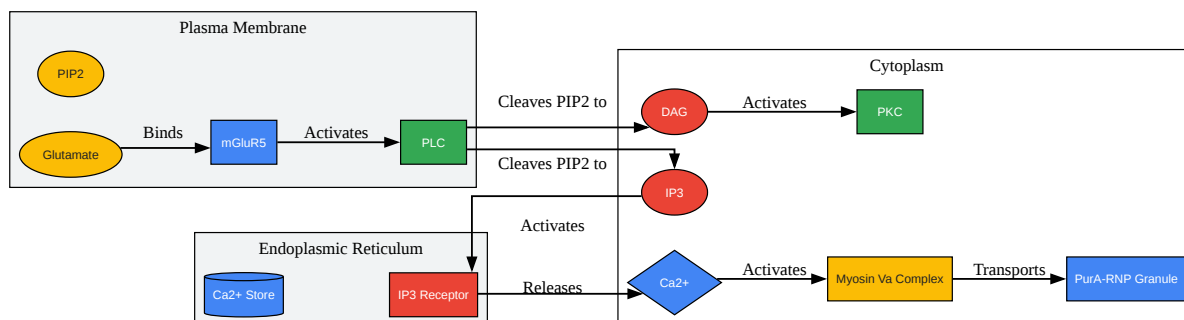 Plasma Membrane
PIP2
Glutamate
Binds
mGluR5
Activates
PLC
Cleaves PIP2 to
Cleaves PIP2 to
Cytoplasm
DAG
Activates
PKC
IP3
Activates
Endoplasmic Reticulum
Ca2+ Store
IP3 Receptor
Releases
Ca2+
Activates
Myosin Va Complex
Transports
PurA-RNP Granule